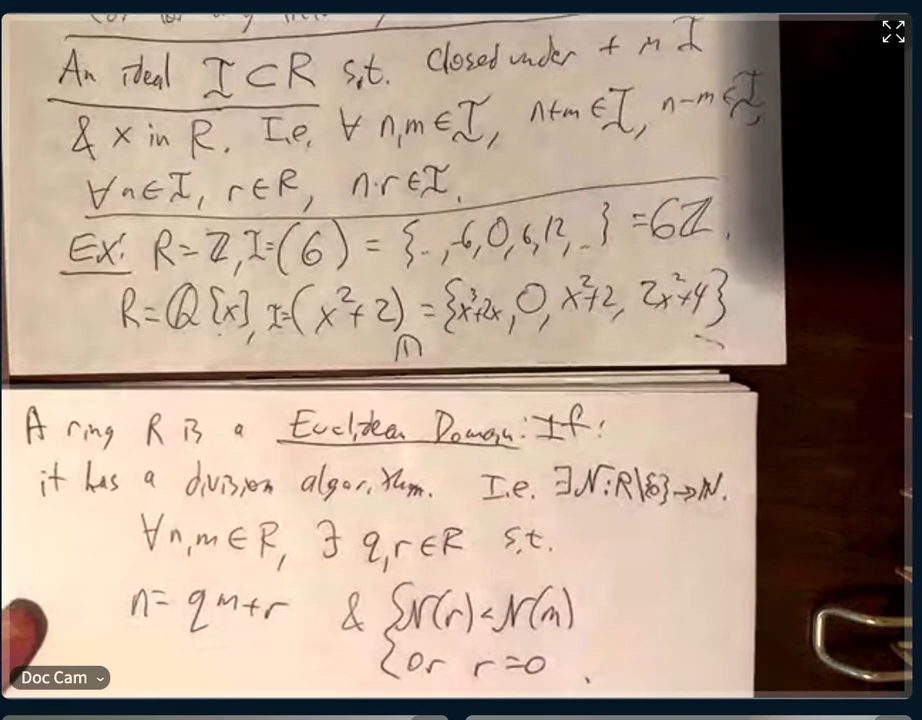 An ideal I ⊂ R s.t. closed under + in I
& x in R. I.e. ∀ n,m ∈ I, n+m ∈ I, n-m ∈ I,
∀ n ∈ I, r ∈ R, n·r ∈ I.
Ex: R = ℤ, I = (6) = {.., -6, 0, 6, 12, ..} = 6ℤ.
R = ℚ[x], I = (x²+2) = {x³+2x, 0, x²+2, 2x²+4}
A ring R is a Euclidean Domain: If:
it has a division algorithm. I.e. ∃ N: R\{0} → ℕ.
∀ n,m ∈ R, ∃ q,r ∈ R s.t.
n = qm+r & { N(r) < N(m)
or r = 0.
Doc Cam